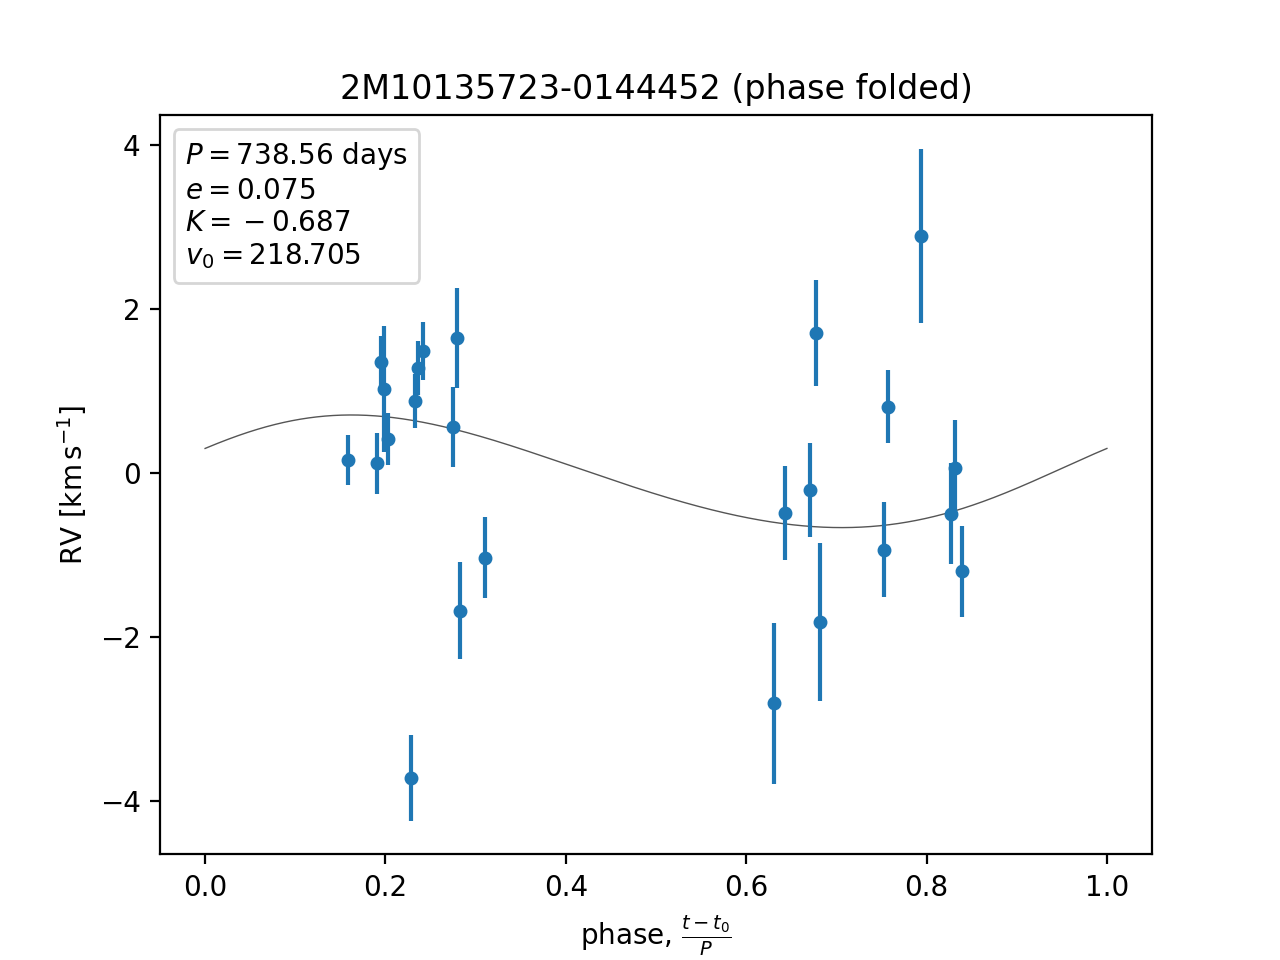 2M10135723-0144452 (phase folded)
P = 738.56 days
e = 0.075
K = −0.687
v₀ = 218.705
4
2
0
−2
−4
RV [km s⁻¹]
0.0 0.2 0.4 0.6 0.8 1.0
phase, (t − t₀)/P